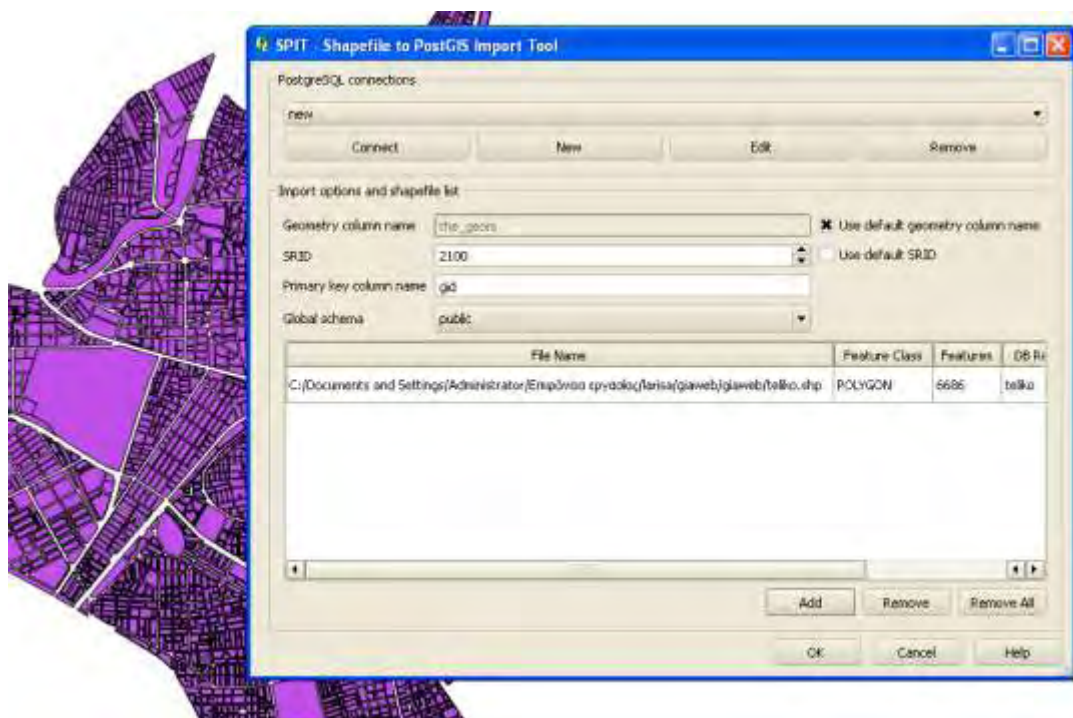 SPIT - Shapefile to PostGIS Import Tool
PostgreSQL connections
new
Connect New Edit Remove
Import options and shapefile list
Geometry column name the_geom Use default geometry column name
SRID 2100 Use default SRID
Primary key column name gid
Global schema public
File Name Feature Class Features DB Re
C:/Documents and Settings/Administrator/Επιφάνεια εργασίας/larisa/giaweb/giaweb/teliko.shp POLYGON 6686 teliko
Add Remove Remove All
OK Cancel Help